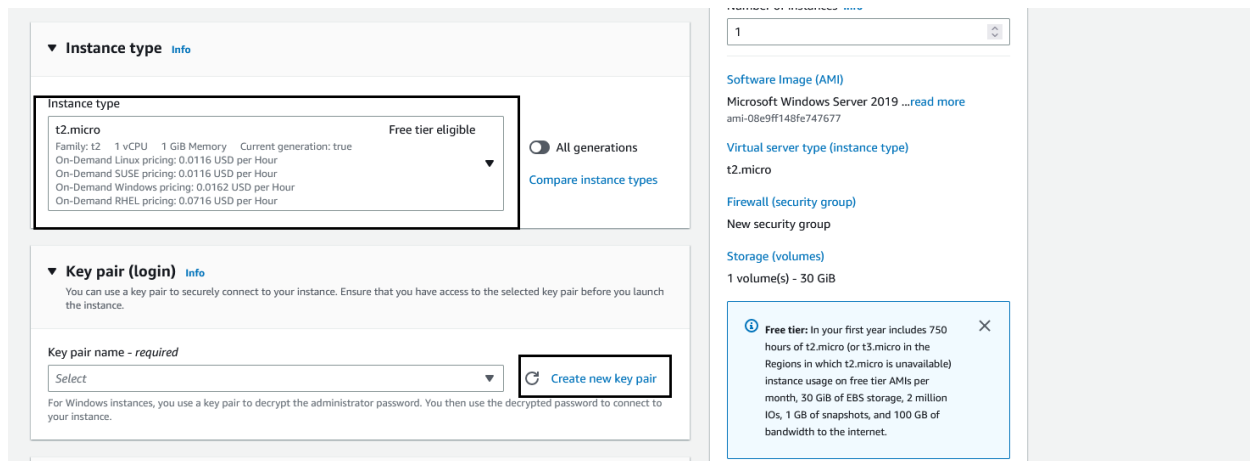 Instance type Info
Instance type
t2.micro Free tier eligible
Family: t2 1 vCPU 1 GiB Memory Current generation: true
On-Demand Linux pricing: 0.0116 USD per Hour
On-Demand SUSE pricing: 0.0116 USD per Hour
On-Demand Windows pricing: 0.0162 USD per Hour
On-Demand RHEL pricing: 0.0716 USD per Hour
All generations
Compare instance types
Key pair (login) Info
You can use a key pair to securely connect to your instance. Ensure that you have access to the selected key pair before you launch
the instance.
Key pair name - required
Select
Create new key pair
For Windows instances, you use a key pair to decrypt the administrator password. You then use the decrypted password to connect to
your instance.
Number of instances Info
1
Software Image (AMI)
Microsoft Windows Server 2019 ...read more
ami-08e9ff148fe747677
Virtual server type (instance type)
t2.micro
Firewall (security group)
New security group
Storage (volumes)
1 volume(s) - 30 GiB
Free tier: In your first year includes 750
hours of t2.micro (or t3.micro in the
Regions in which t2.micro is unavailable)
instance usage on free tier AMIs per
month, 30 GiB of EBS storage, 2 million
IOs, 1 GB of snapshots, and 100 GB of
bandwidth to the internet.